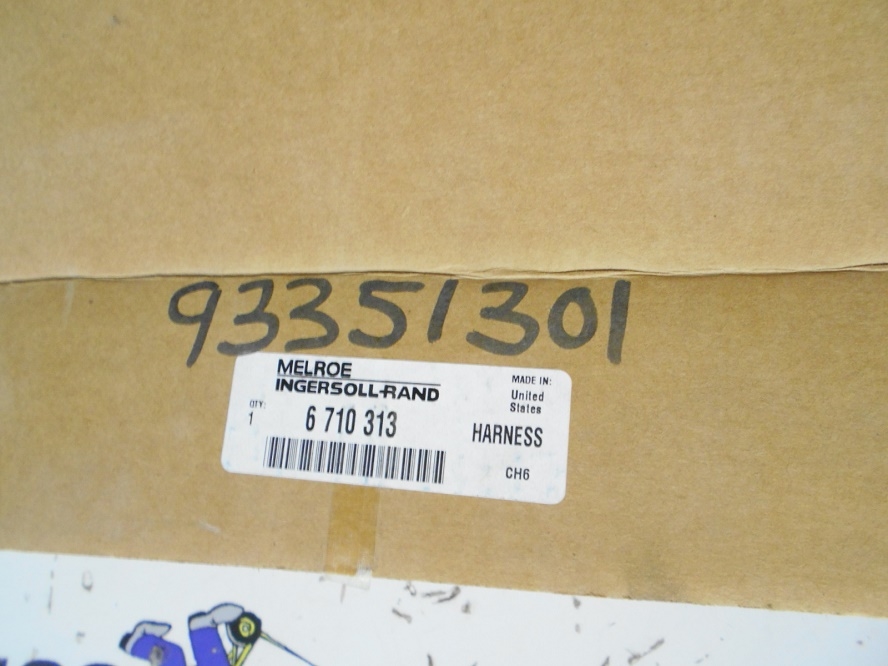 93351301
MELROE
INGERSOLL-RAND
MADE IN:
United
States
QTY:
1
6 710 313
HARNESS
CH6